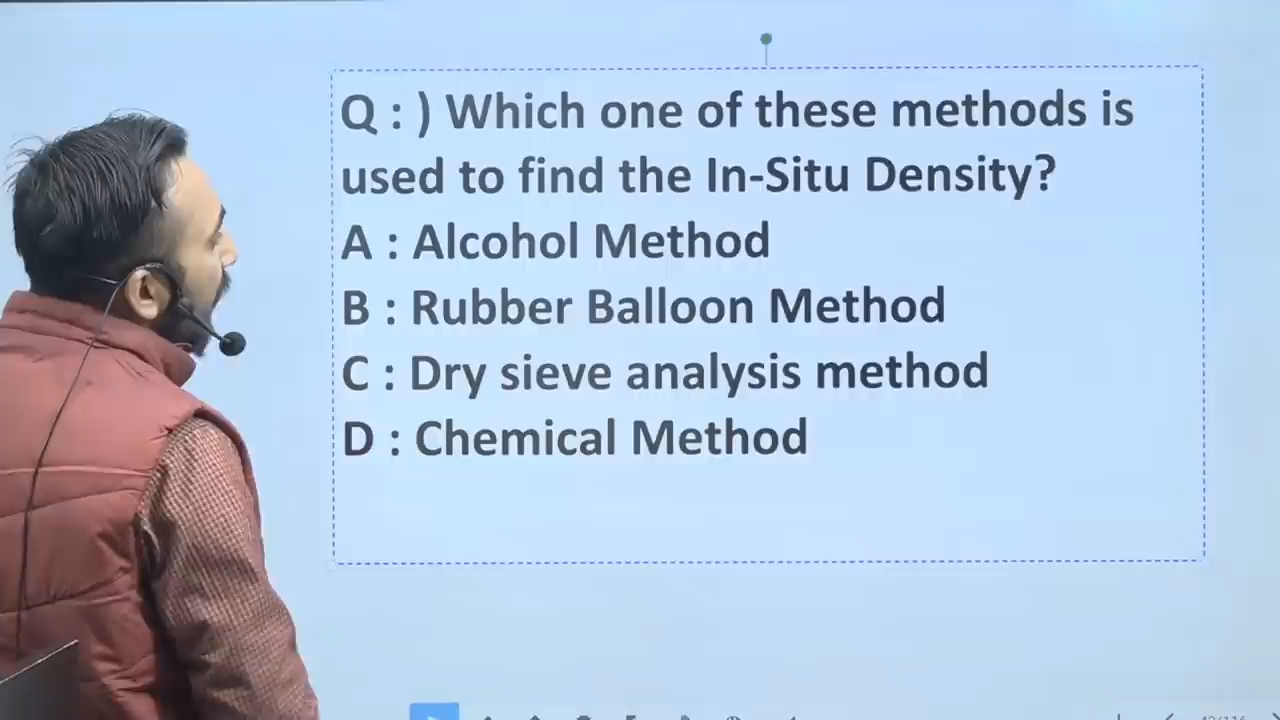 Q : ) Which one of these methods is
used to find the In-Situ Density?
A : Alcohol Method
B : Rubber Balloon Method
C : Dry sieve analysis method
D : Chemical Method